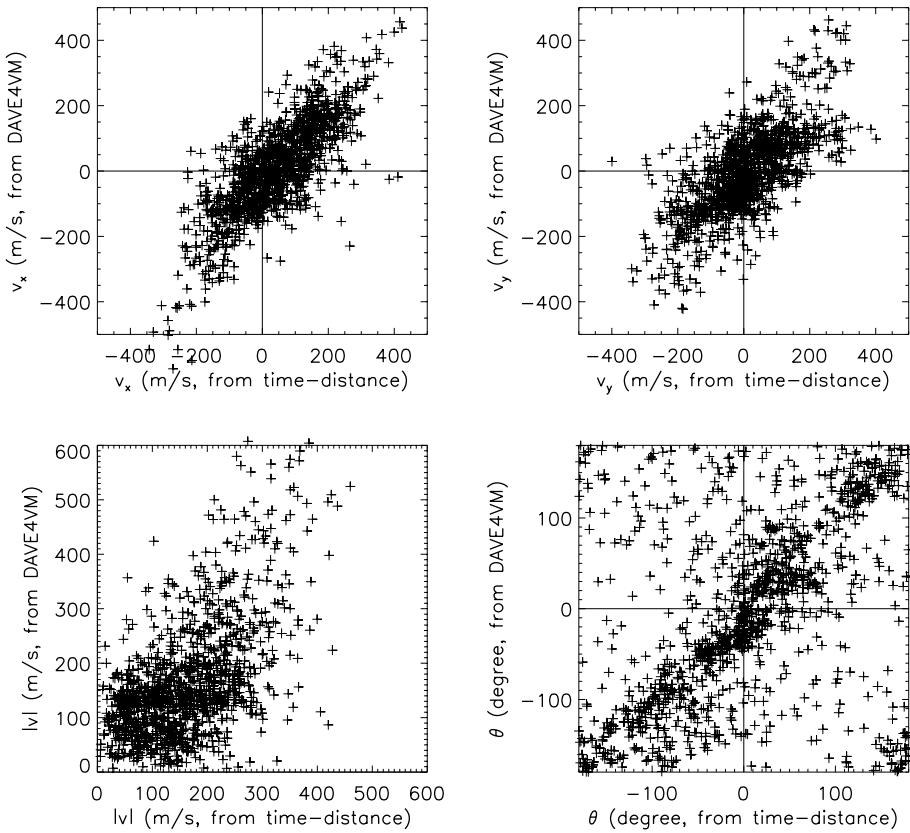 400
200
0
−200
−400
v_x (m/s, from DAVE4VM)
−400 −200 0 200 400
v_x (m/s, from time−distance)
400
200
0
−200
−400
v_y (m/s, from DAVE4VM)
−400 −200 0 200 400
v_y (m/s, from time−distance)
600
500
400
300
200
100
0
|v| (m/s, from DAVE4VM)
0 100 200 300 400 500 600
|v| (m/s, from time−distance)
100
0
−100
θ (degree, from DAVE4VM)
−100 0 100
θ (degree, from time−distance)